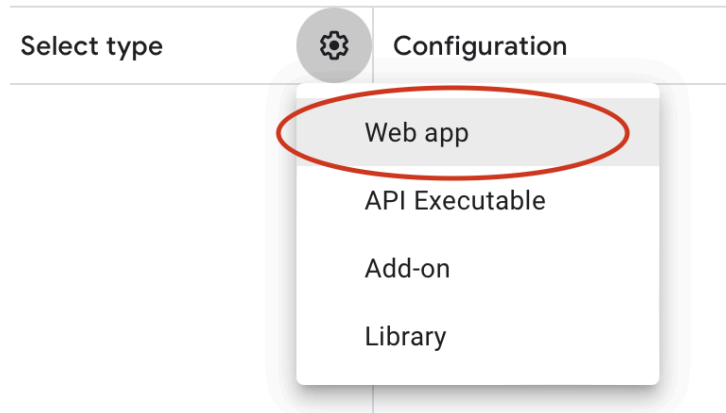 Select type
Configuration
Web app
API Executable
Add-on
Library